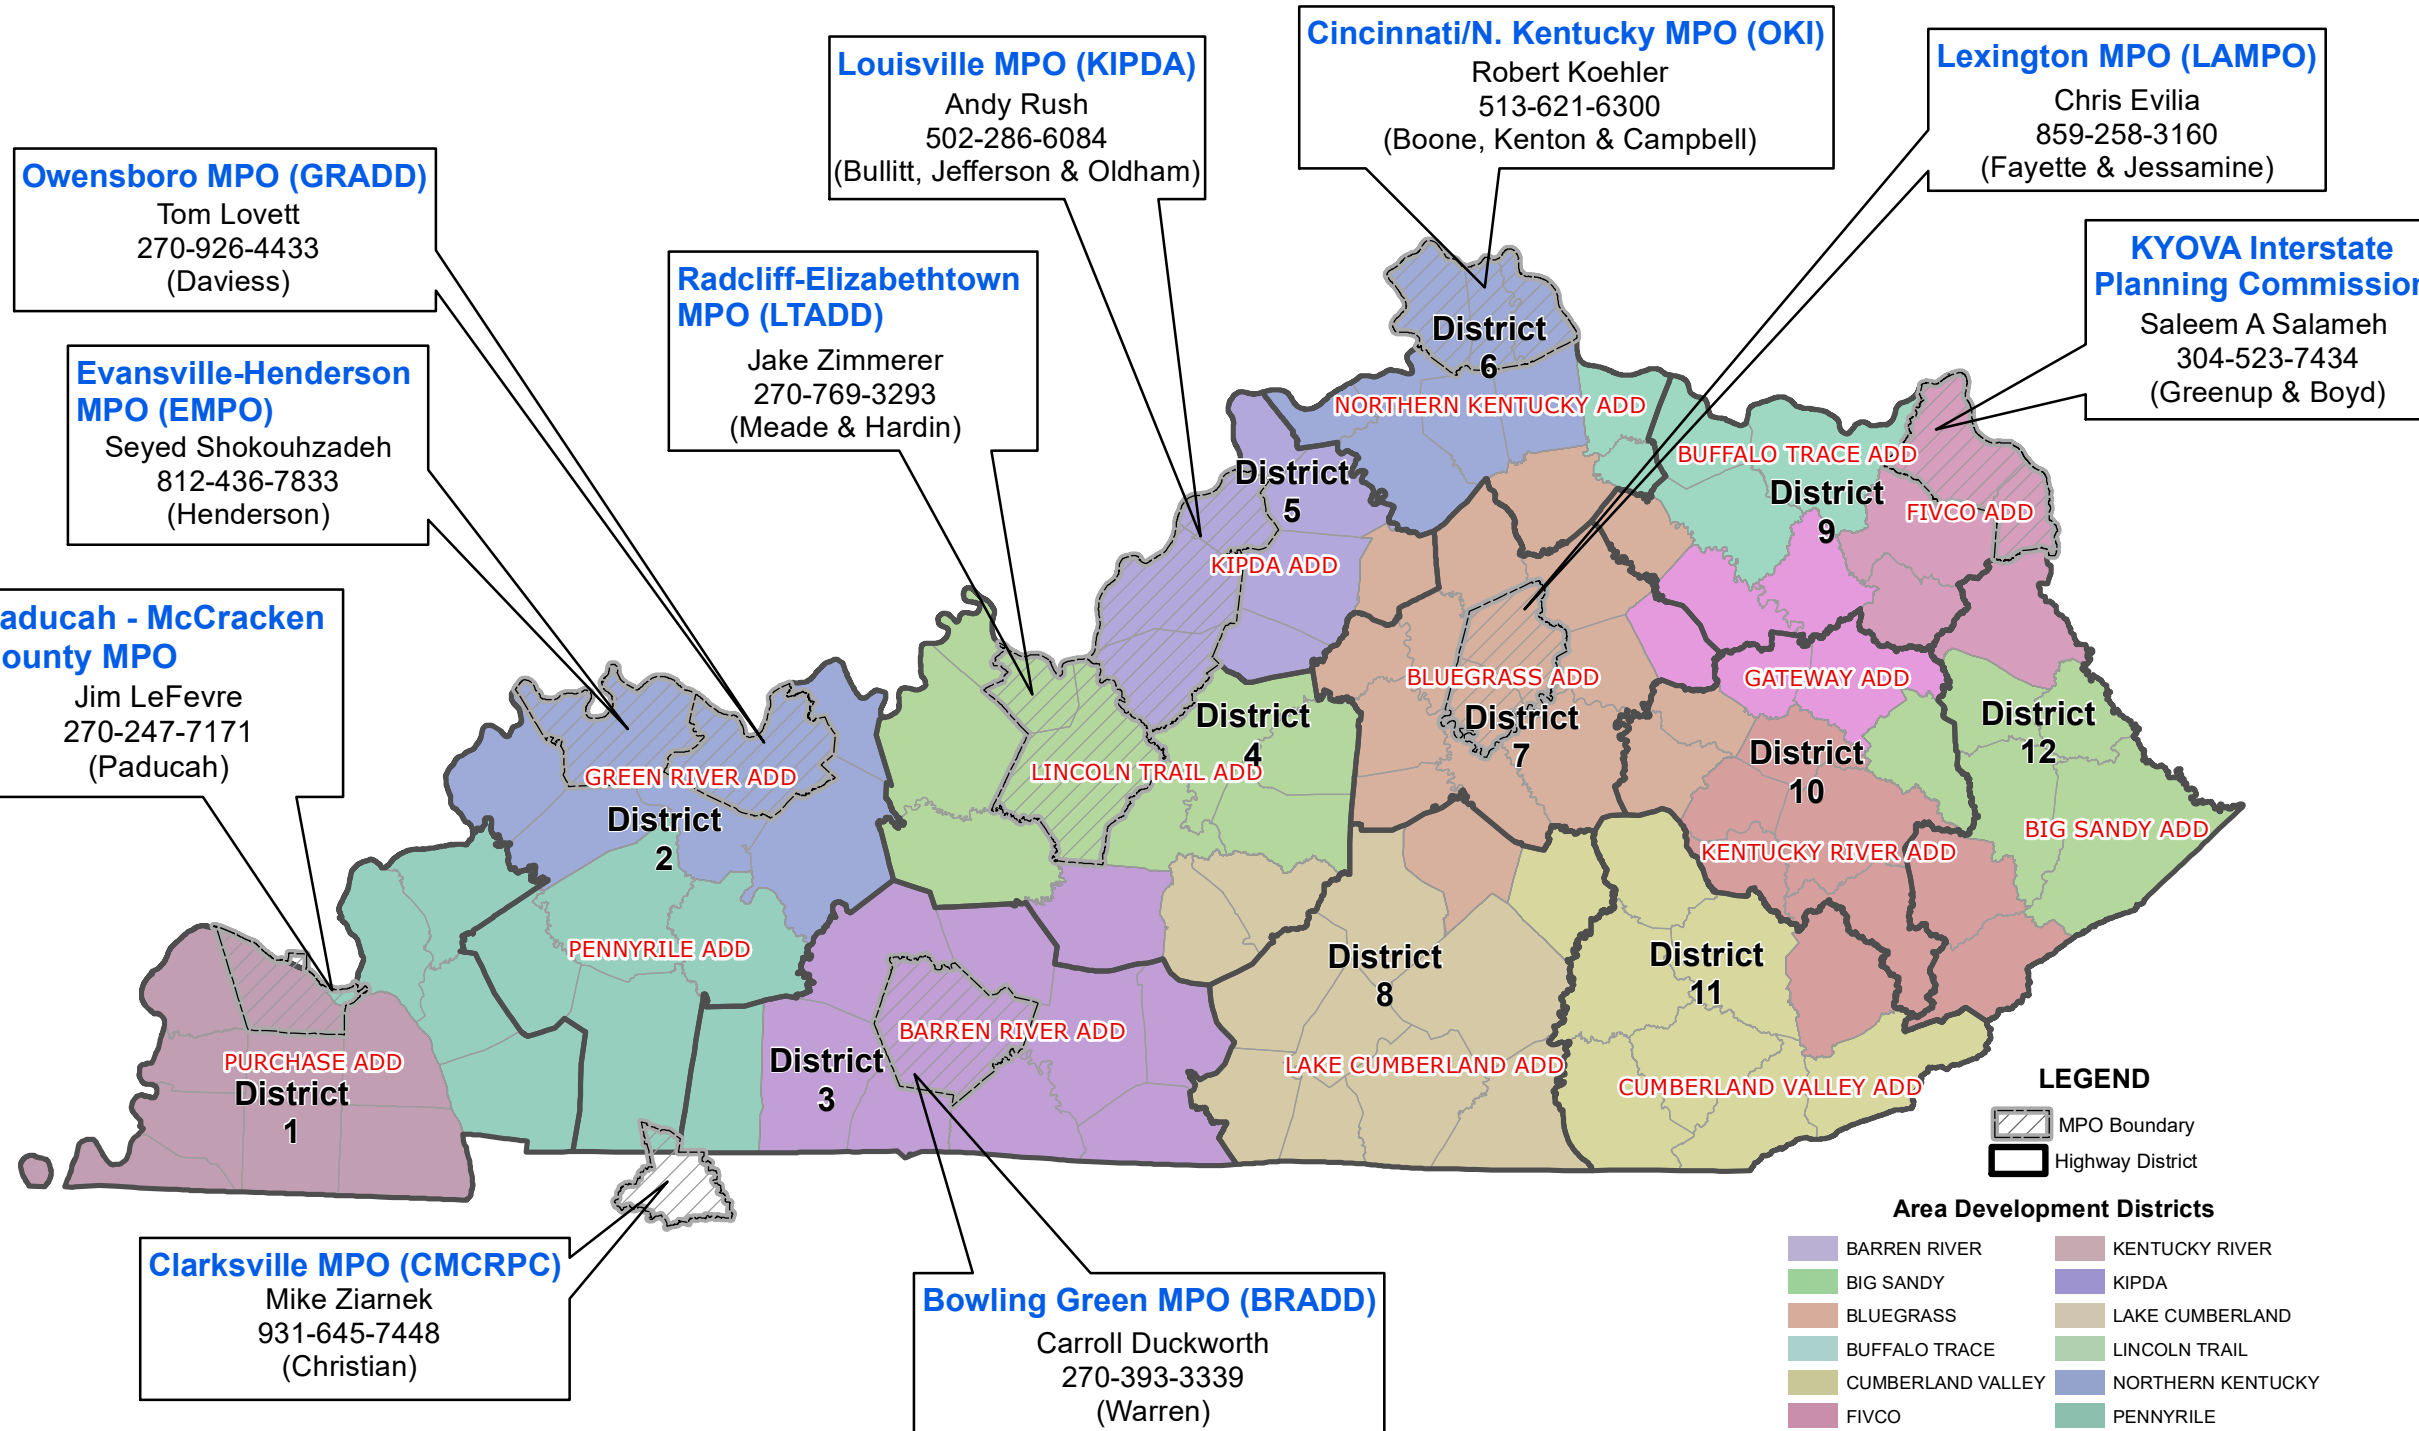 Cincinnati/N. Kentucky MPO (OKI)
Robert Koehler
513-621-6300
(Boone, Kenton & Campbell)
Louisville MPO (KIPDA)
Andy Rush
502-286-6084
(Bullitt, Jefferson & Oldham)
Lexington MPO (LAMPO)
Chris Evilia
859-258-3160
(Fayette & Jessamine)
Owensboro MPO (GRADD)
Tom Lovett
270-926-4433
(Daviess)
Radcliff-Elizabethtown
MPO (LTADD)
Jake Zimmerer
270-769-3293
(Meade & Hardin)
KYOVA Interstate
Planning Commission
Saleem A Salameh
304-523-7434
(Greenup & Boyd)
Evansville-Henderson
MPO (EMPO)
Seyed Shokouhzadeh
812-436-7833
(Henderson)
aducah - McCracken
ounty MPO
Jim LeFevre
270-247-7171
(Paducah)
District
6
NORTHERN KENTUCKY ADD
BUFFALO TRACE ADD
District
5
District
9
FIVCO ADD
KIPDA ADD
BLUEGRASS ADD
GATEWAY ADD
District
4
District
7
District
12
District
10
LINCOLN TRAIL ADD
GREEN RIVER ADD
District
2
BIG SANDY ADD
KENTUCKY RIVER ADD
PENNYRILE ADD
District
8
District
11
BARREN RIVER ADD
PURCHASE ADD
District
1
District
3
LAKE CUMBERLAND ADD
CUMBERLAND VALLEY ADD
Clarksville MPO (CMCRPC)
Mike Ziarnek
931-645-7448
(Christian)
Bowling Green MPO (BRADD)
Carroll Duckworth
270-393-3339
(Warren)
LEGEND
MPO Boundary
Highway District
Area Development Districts
BARREN RIVER
KENTUCKY RIVER
BIG SANDY
KIPDA
BLUEGRASS
LAKE CUMBERLAND
BUFFALO TRACE
LINCOLN TRAIL
CUMBERLAND VALLEY
NORTHERN KENTUCKY
FIVCO
PENNYRILE